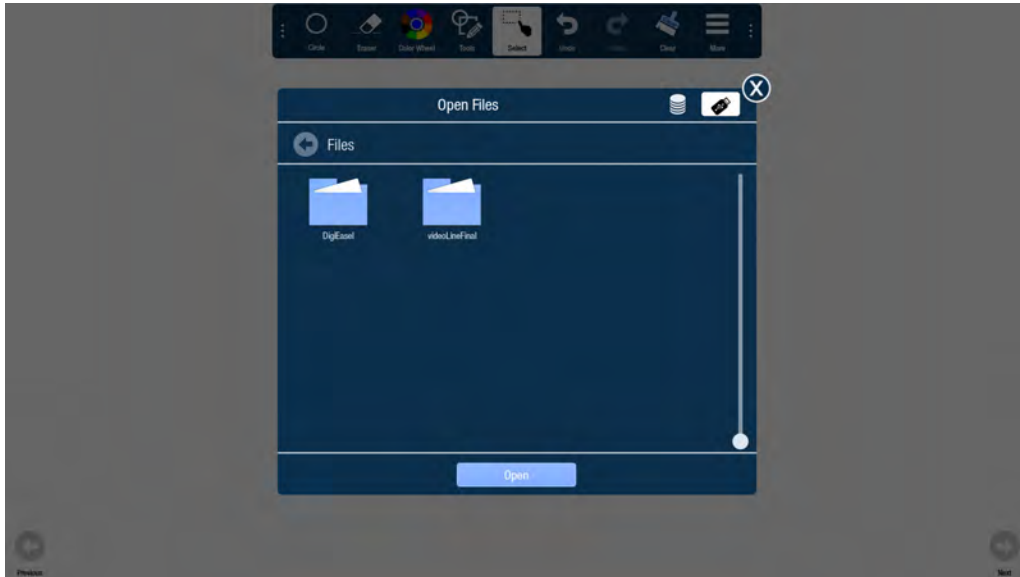 Circle
Eraser
Color Wheel
Tools
Select
Undo
Clear
More
Open Files
X
Files
DigiEasel
videoLineFinal
Open
Previous
Next